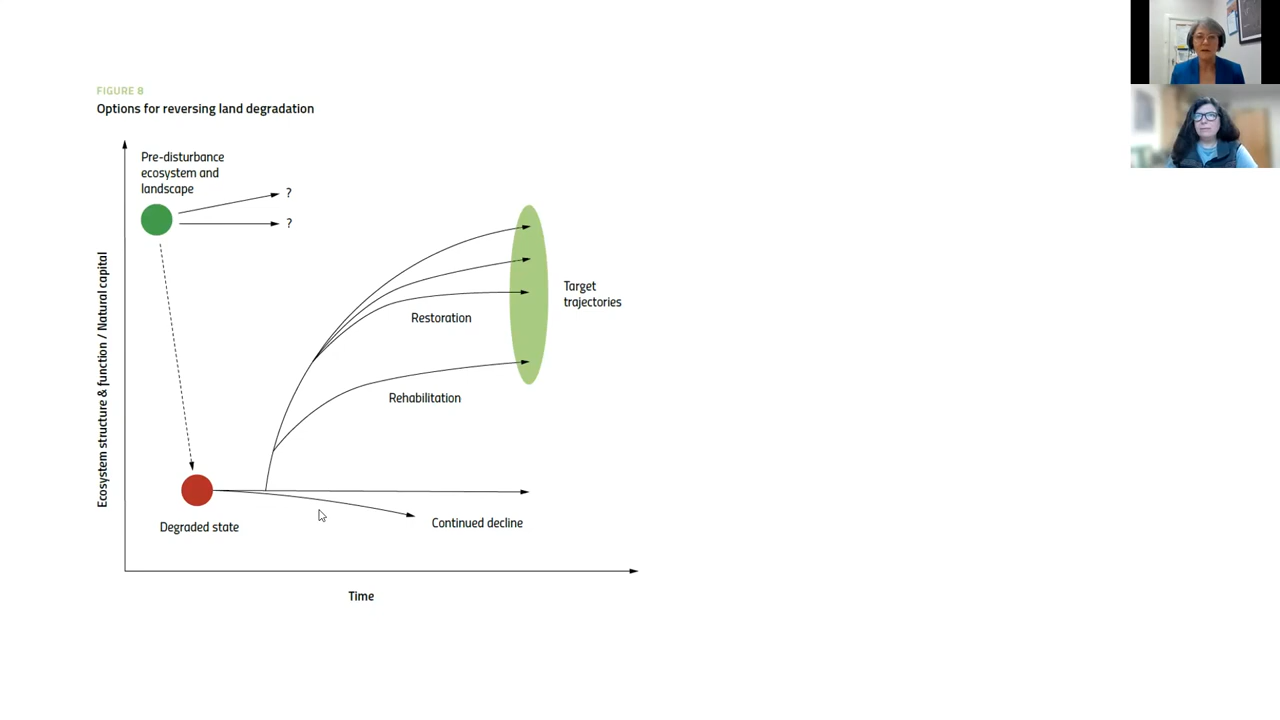 FIGURE 8
Options for reversing land degradation
Pre-disturbance
ecosystem and
landscape
?
?
Ecosystem structure & function / Natural capital
Target
trajectories
Restoration
Rehabilitation
Degraded state
Continued decline
Time